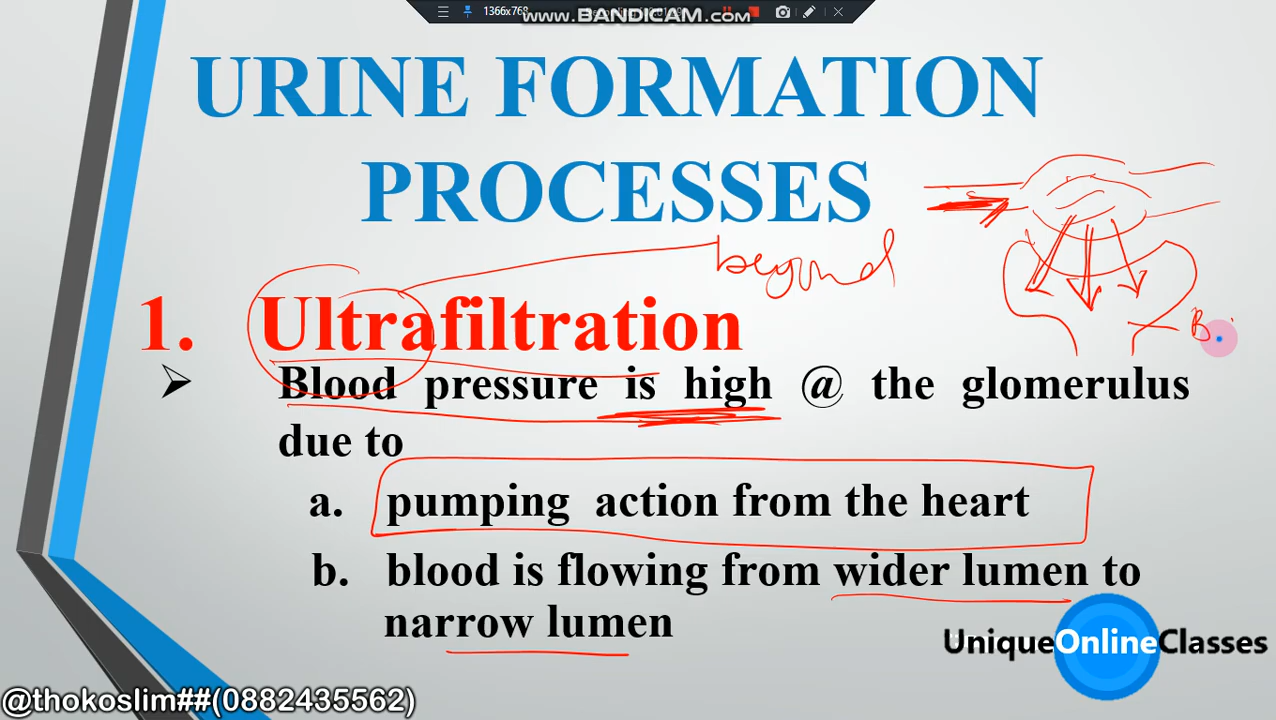 1366x768
www.BANDICAM.com
URINE FORMATION
PROCESSES
beyond
1. Ultrafiltration
➤ Blood pressure is high @ the glomerulus
due to
a. pumping action from the heart
b. blood is flowing from wider lumen to
narrow lumen
UniqueOnlineClasses
@thokoslim##(0882435562)